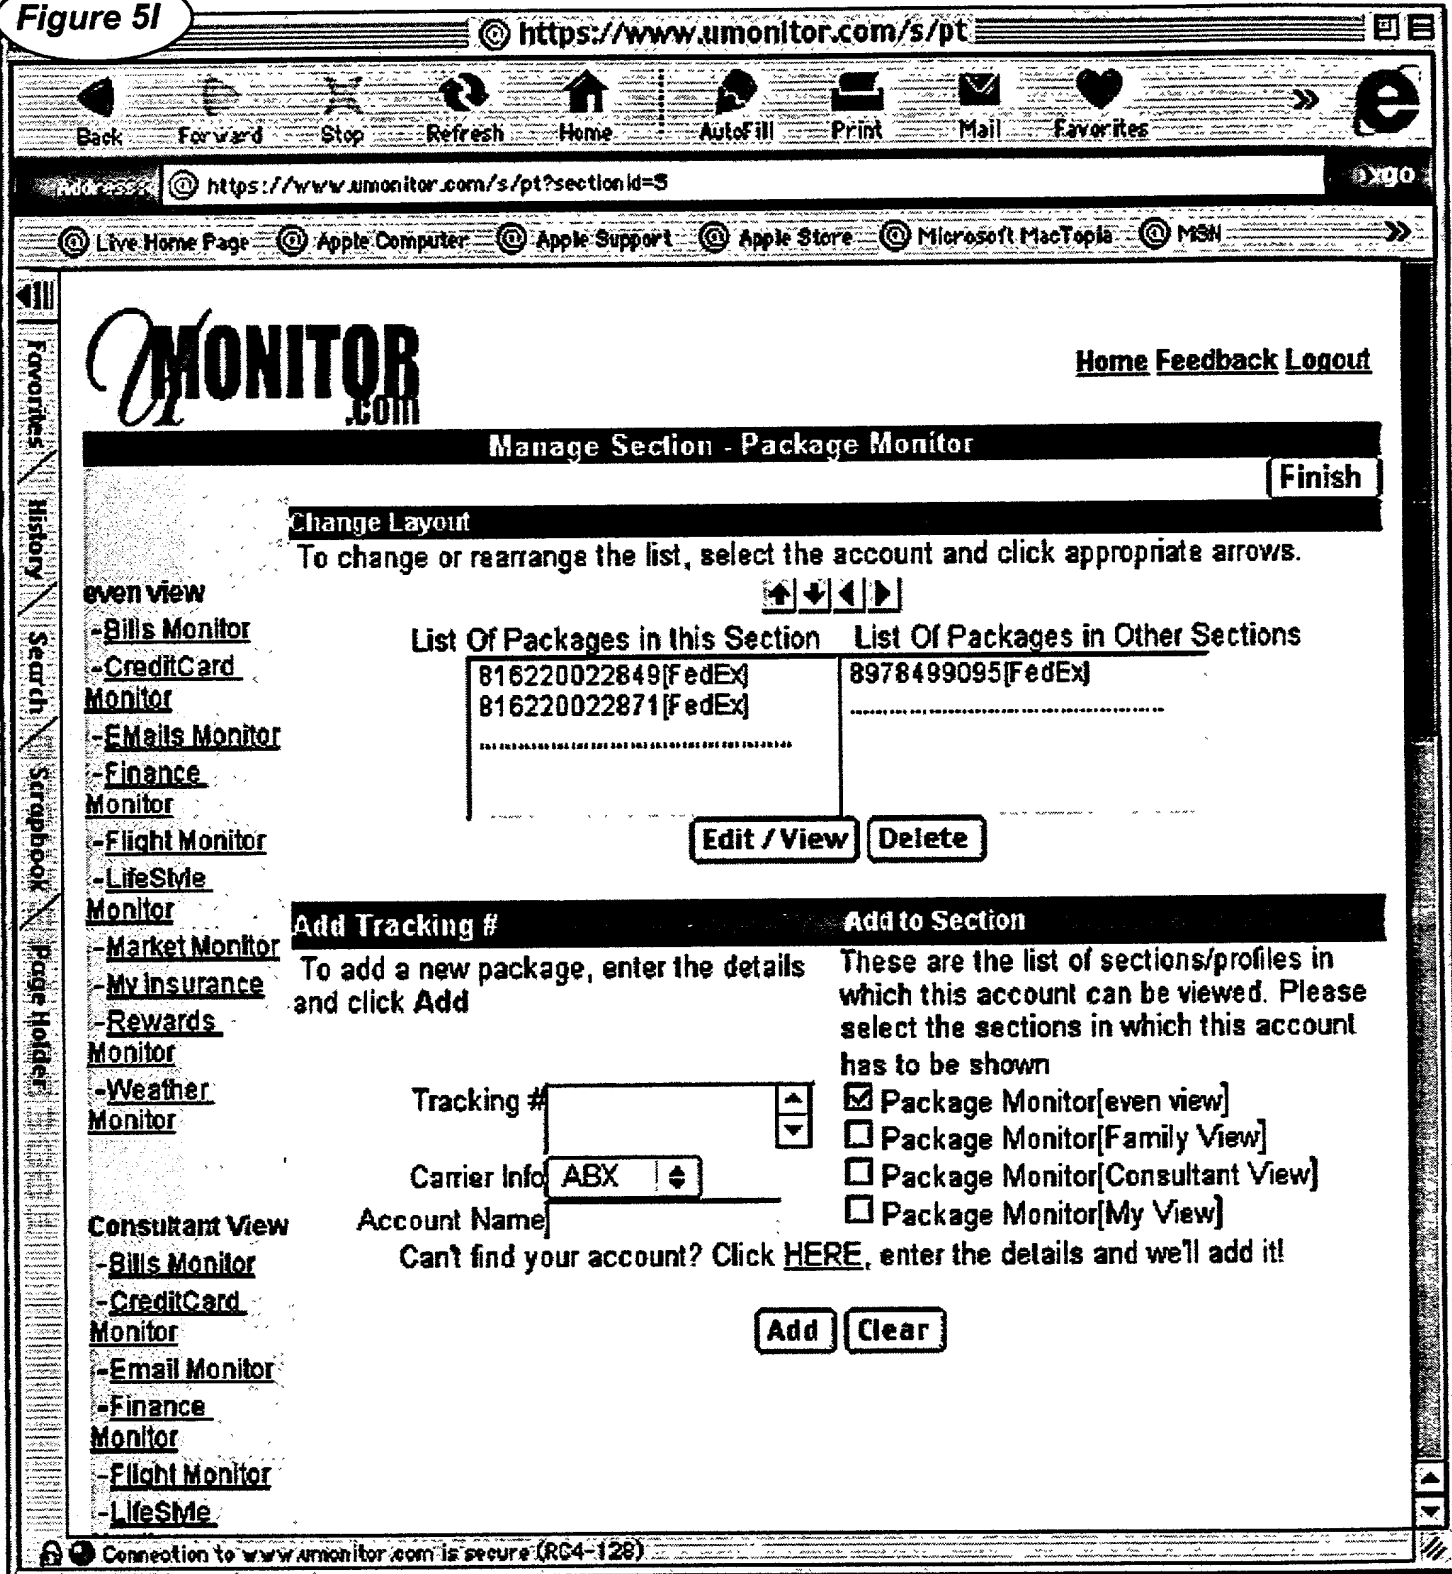 Figure 5I
https://www.umonitor.com/s/pt
Back Forward Stop Refresh Home AutoFill Print Mail Favorites
Address: https://www.umonitor.com/s/pt?sectionid=5 go
Live Home Page Apple Computer Apple Support Apple Store Microsoft MacTopia MSN
Favorites
History
Search
Scrapbook
Page Holder
UMONITOR
.com
Home Feedback Logout
Manage Section - Package Monitor
Finish
Change Layout
To change or rearrange the list, select the account and click appropriate arrows.
List Of Packages in this Section List Of Packages in Other Sections
816220022849[FedEx] 8978499095[FedEx]
816220022871[FedEx]
Edit / View Delete
even view
-Bills Monitor
-CreditCard
Monitor
-EMails Monitor
-Finance
Monitor
-Flight Monitor
-LifeStyle
Monitor
-Market Monitor
-My Insurance
-Rewards
Monitor
-Weather
Monitor
Consultant View
-Bills Monitor
-CreditCard
Monitor
-Email Monitor
-Finance
Monitor
-Flight Monitor
-LifeStyle
Add Tracking #
To add a new package, enter the details
and click Add
Tracking #
Carrier Info ABX
Account Name
Add to Section
These are the list of sections/profiles in
which this account can be viewed. Please
select the sections in which this account
has to be shown
Package Monitor[even view]
Package Monitor[Family View]
Package Monitor[Consultant View]
Package Monitor[My View]
Can't find your account? Click HERE, enter the details and we'll add it!
Add Clear
Connection to www.umonitor.com is secure (RC4-128)